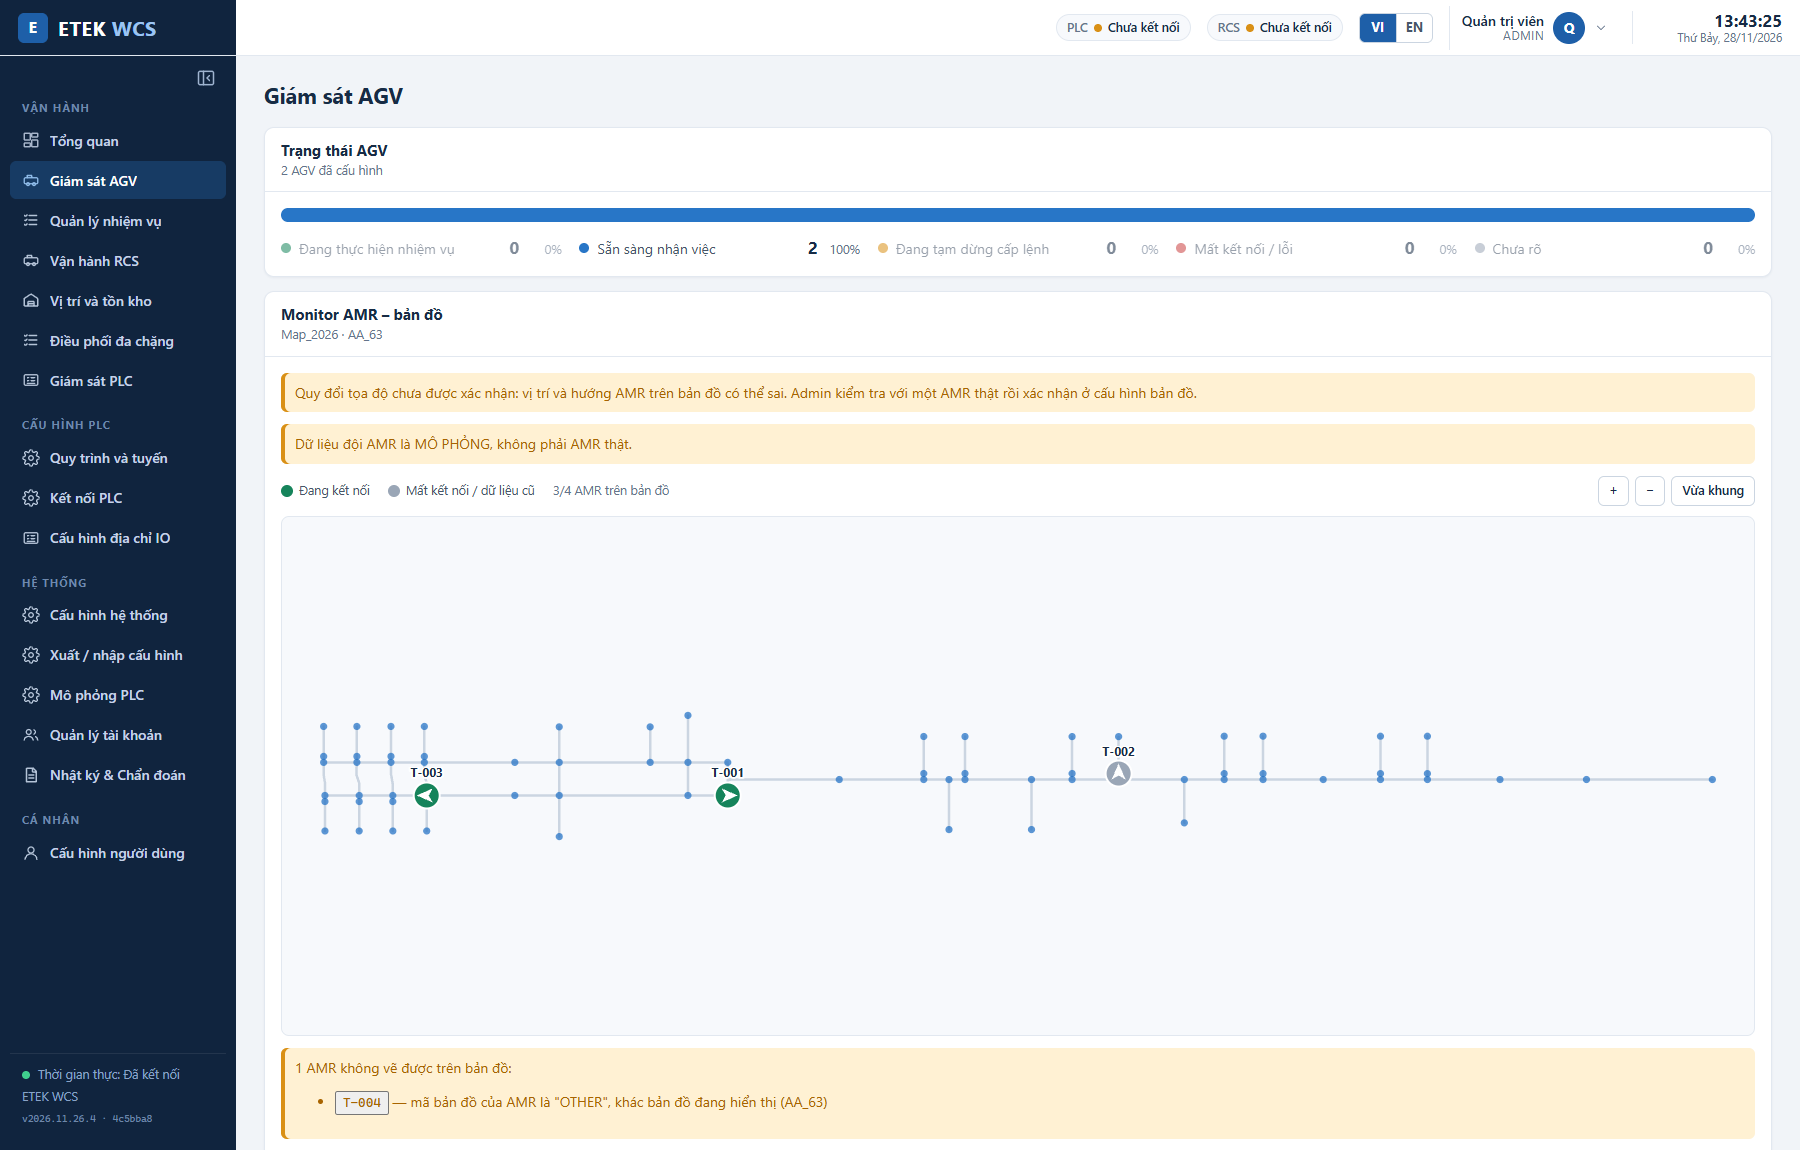 E ETEK WCS
PLC Chưa kết nối
RCS Chưa kết nối
VI EN
Quản trị viên
ADMIN
Q
13:43:25
Thứ Bảy, 28/11/2026
VẬN HÀNH
Tổng quan
Giám sát AGV
Quản lý nhiệm vụ
Vận hành RCS
Vị trí và tồn kho
Điều phối đa chặng
Giám sát PLC
CẤU HÌNH PLC
Quy trình và tuyến
Kết nối PLC
Cấu hình địa chỉ IO
HỆ THỐNG
Cấu hình hệ thống
Xuất / nhập cấu hình
Mô phỏng PLC
Quản lý tài khoản
Nhật ký & Chẩn đoán
CÁ NHÂN
Cấu hình người dùng
Thời gian thực: Đã kết nối
ETEK WCS
v2026.11.26.4 · 4c5bba8
Giám sát AGV
Trạng thái AGV
2 AGV đã cấu hình
Đang thực hiện nhiệm vụ 0 0%
Sẵn sàng nhận việc 2 100%
Đang tạm dừng cấp lệnh 0 0%
Mất kết nối / lỗi 0 0%
Chưa rõ 0 0%
Monitor AMR – bản đồ
Map_2026 · AA_63
Quy đổi tọa độ chưa được xác nhận: vị trí và hướng AMR trên bản đồ có thể sai. Admin kiểm tra với một AMR thật rồi xác nhận ở cấu hình bản đồ.
Dữ liệu đội AMR là MÔ PHỎNG, không phải AMR thật.
Đang kết nối
Mất kết nối / dữ liệu cũ
3/4 AMR trên bản đồ
+ − Vừa khung
T-002
T-003
T-001
1 AMR không vẽ được trên bản đồ:
• T-004 — mã bản đồ của AMR là "OTHER", khác bản đồ đang hiển thị (AA_63)